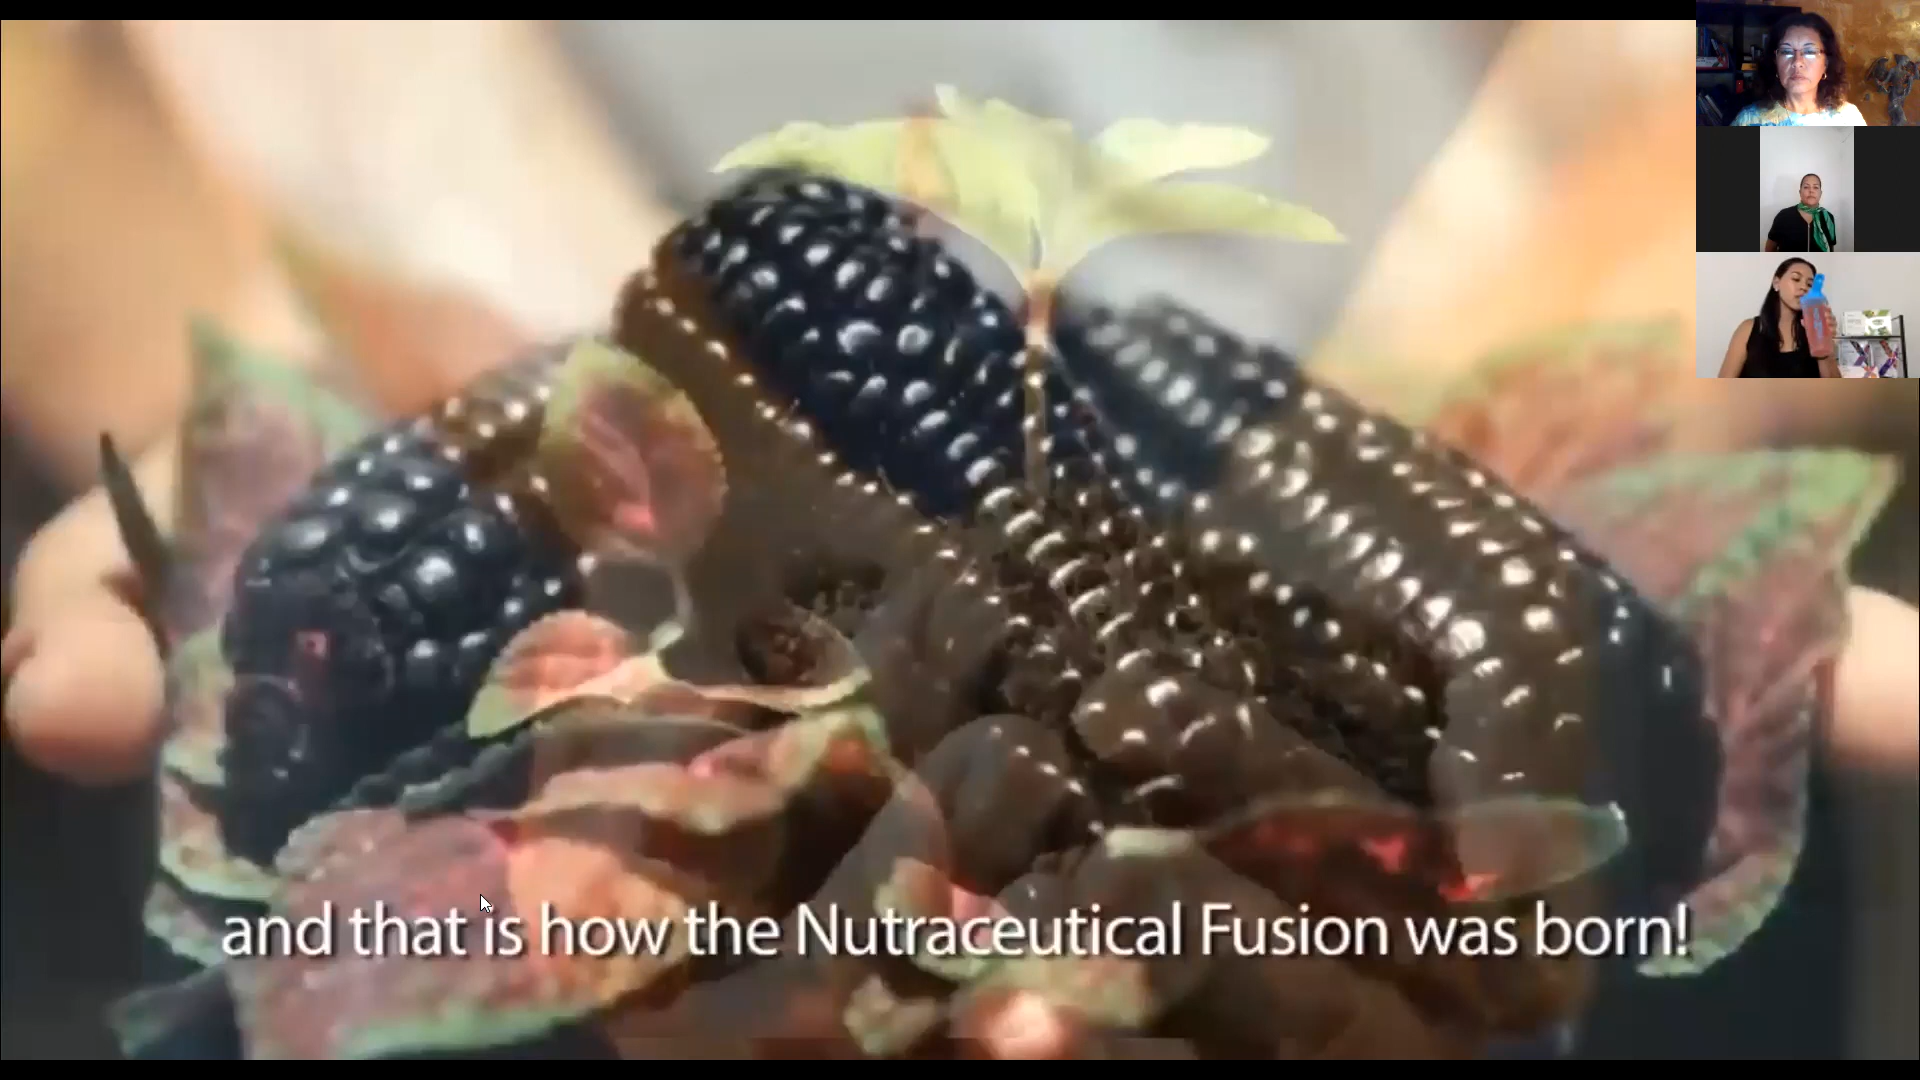 and that is how the Nutraceutical Fusion was born!